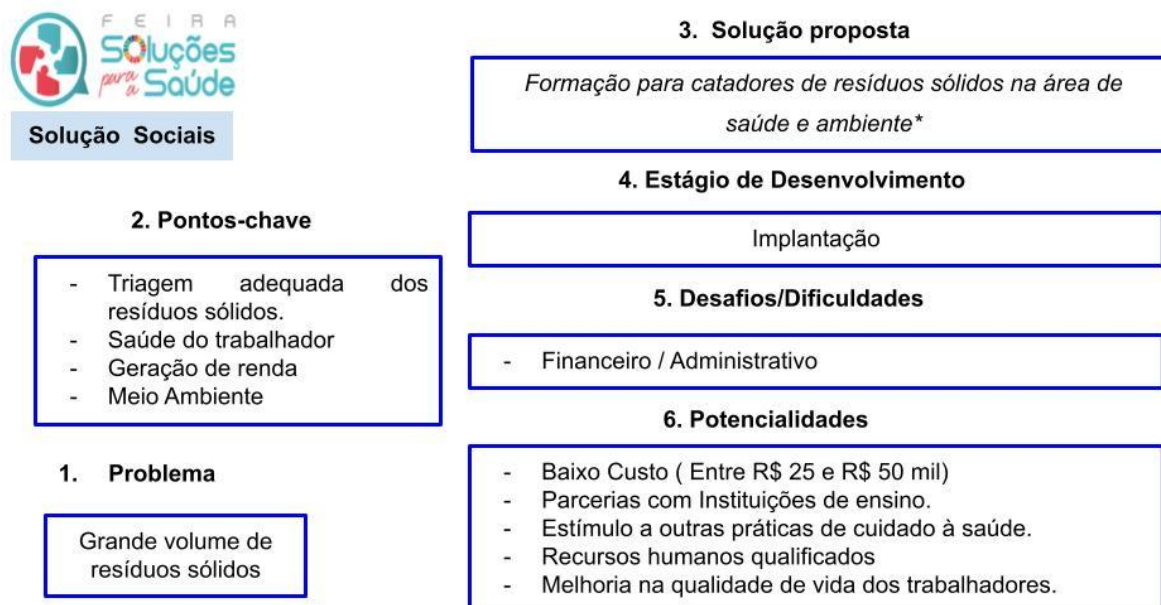 FEIRA
SOluções
para
a Saúde
Solução Sociais
2. Pontos-chave
- Triagem adequada dos
resíduos sólidos.
- Saúde do trabalhador
- Geração de renda
- Meio Ambiente
1. Problema
Grande volume de
resíduos sólidos
3. Solução proposta
Formação para catadores de resíduos sólidos na área de
saúde e ambiente*
4. Estágio de Desenvolvimento
Implantação
5. Desafios/Dificuldades
- Financeiro / Administrativo
6. Potencialidades
- Baixo Custo ( Entre R$ 25 e R$ 50 mil)
- Parcerias com Instituições de ensino.
- Estímulo a outras práticas de cuidado à saúde.
- Recursos humanos qualificados
- Melhoria na qualidade de vida dos trabalhadores.